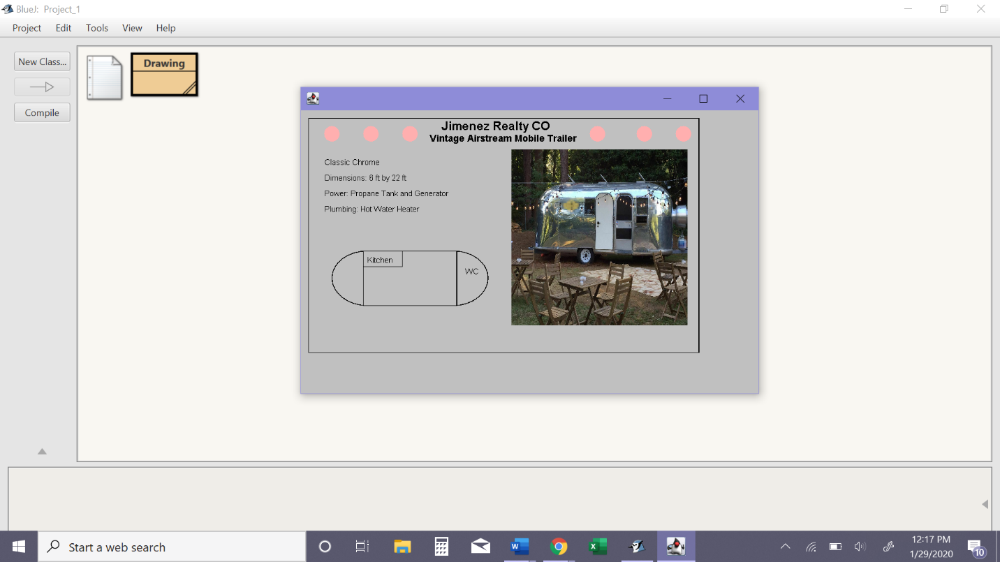 BlueJ: Project_1
Project Edit Tools View Help
New Class...
Compile
Drawing
Jimenez Realty CO
Vintage Airstream Mobile Trailer
Classic Chrome
Dimensions: 6 ft by 22 ft
Power: Propane Tank and Generator
Plumbing: Hot Water Heater
Kitchen
WC
Start a web search
12:17 PM
1/29/2020
10